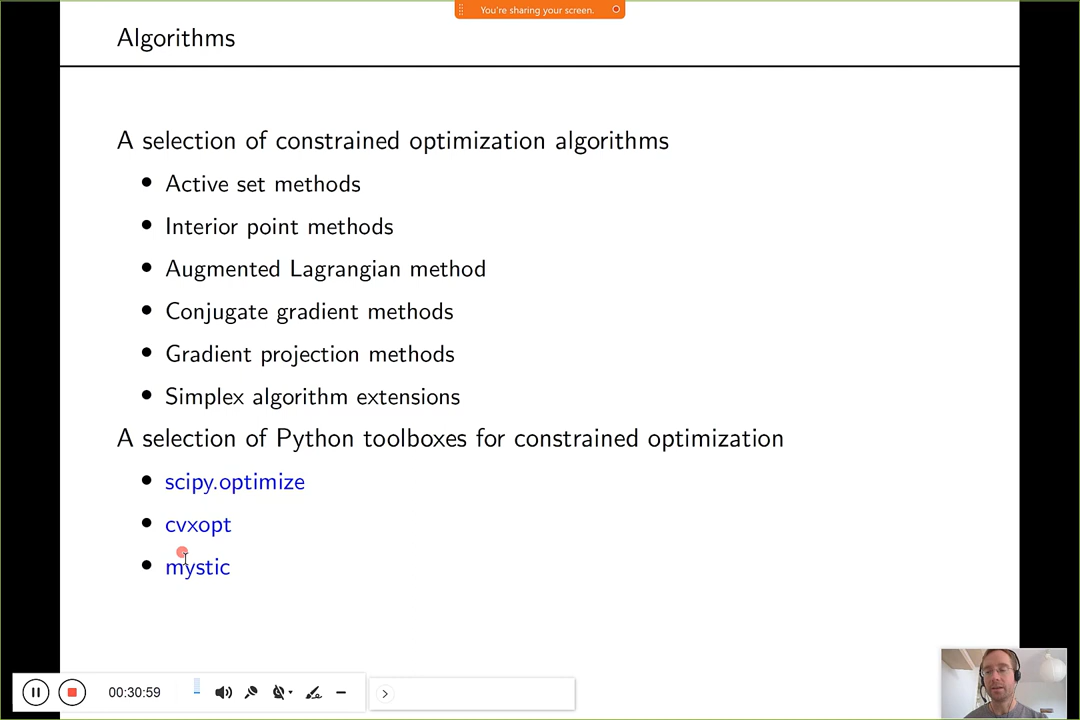 You're sharing your screen.
Algorithms
A selection of constrained optimization algorithms
• Active set methods
• Interior point methods
• Augmented Lagrangian method
• Conjugate gradient methods
• Gradient projection methods
• Simplex algorithm extensions
A selection of Python toolboxes for constrained optimization
• scipy.optimize
• cvxopt
• mystic
00:30:59